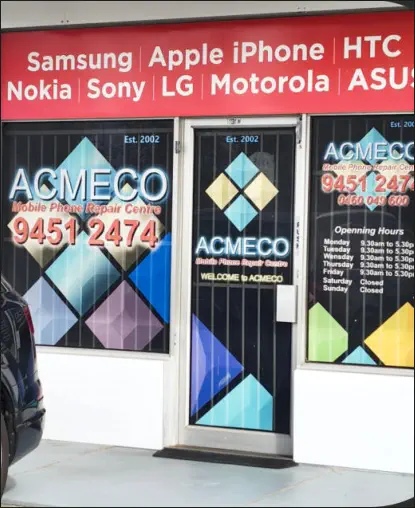 Samsung | Apple iPhone | HTC
Nokia | Sony | LG | Motorola | ASUS
Est. 2002
ACMECO
Mobile Phone Repair Centre
9451 2474
Est. 2002
ACMECO
Mobile Phone Repair Centre
WELCOME to ACMECO
ACMECO
Mobile Phone Repair Centre
9451 2474
0450 049 600
Openning Hours
Monday 9.30am to 5.30p
Tuesday 9.30am to 5.30p
Wenaday 9.30am to 5.30p
Thursday 9.30am to 5.30p
Friday 9.30am to 5.30p
Saturday Closed
Sunday Closed